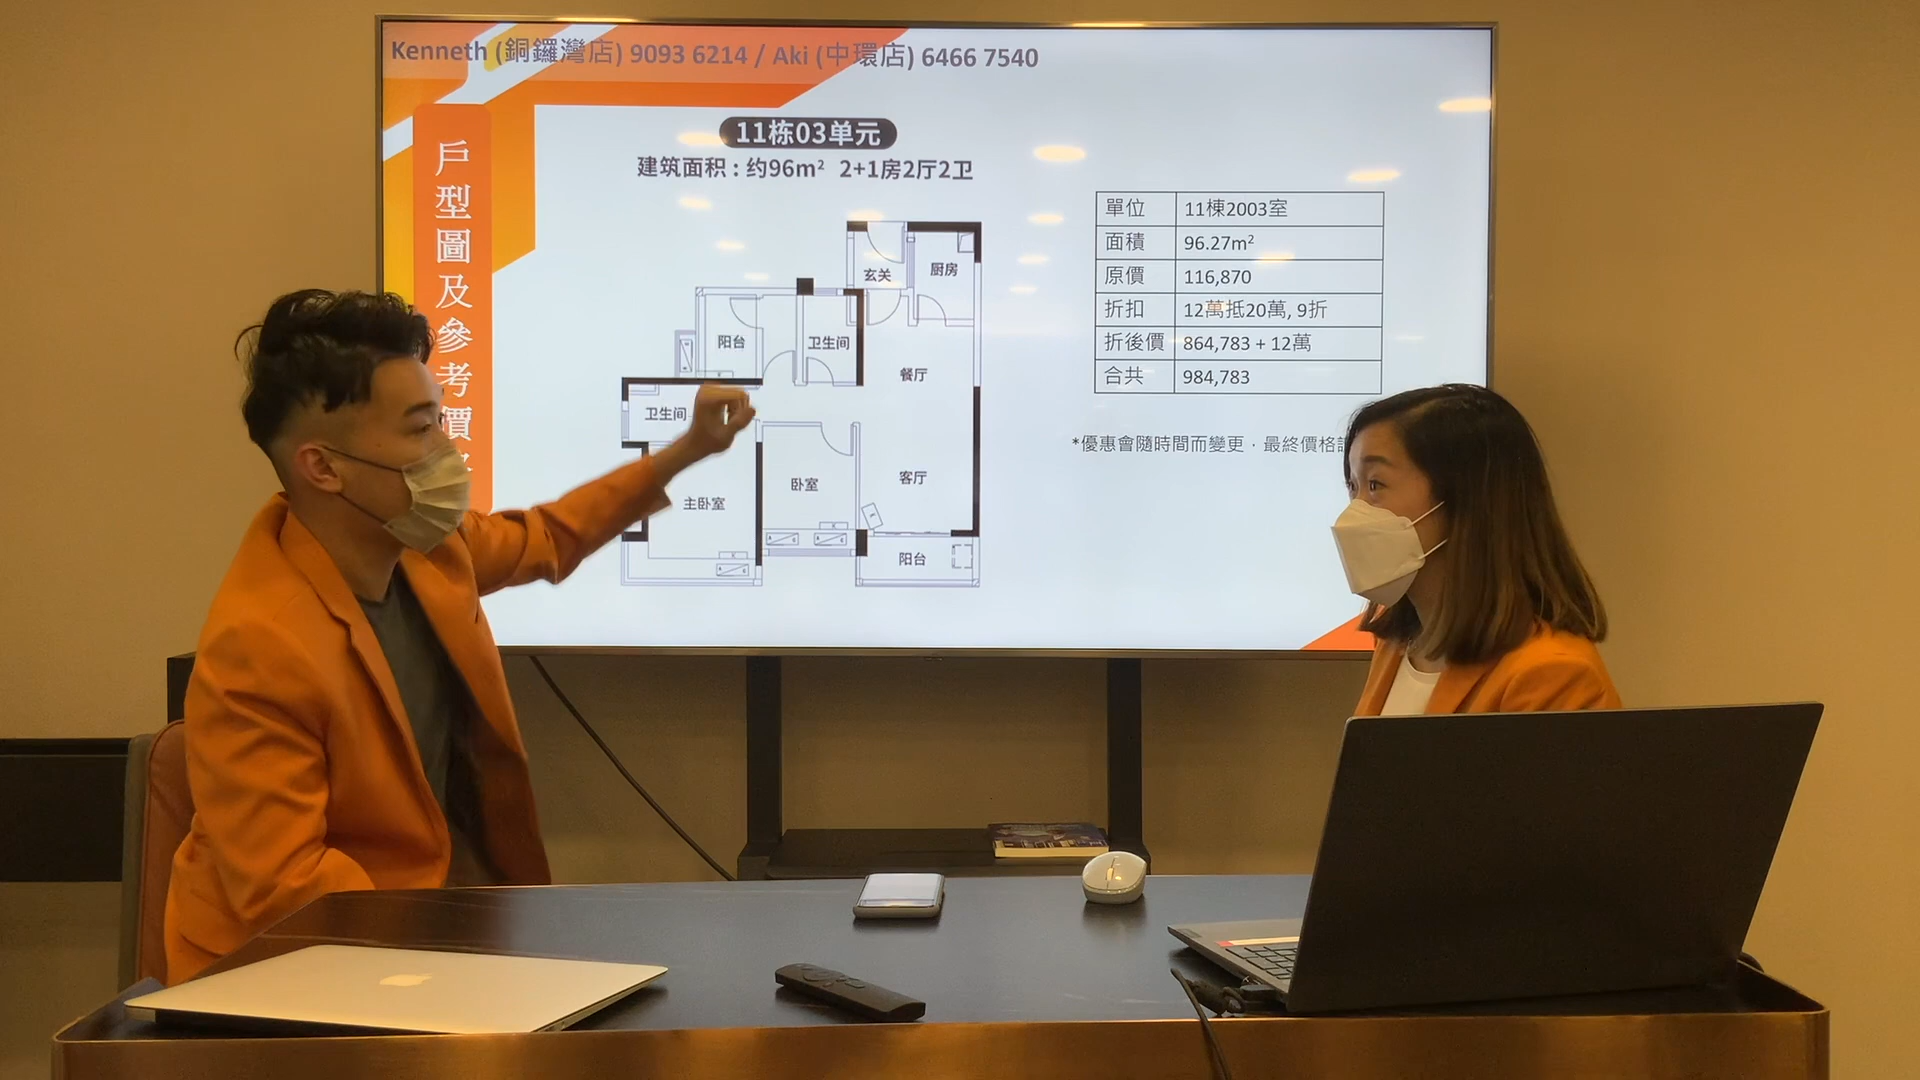 Kenneth (銅鑼灣店) 9093 6214 / Aki (中環店) 6466 7540
戶型圖及參考價
11栋03单元
建筑面积：约96m² 2+1房2厅2卫
玄关
厨房
阳台
卫生间
餐厅
卫生间
主卧室
卧室
客厅
阳台
單位 11棟2003室
面積 96.27m²
原價 116,870
折扣 12萬抵20萬, 9折
折後價 864,783 + 12萬
合共 984,783
*優惠會隨時間而變更，最終價格